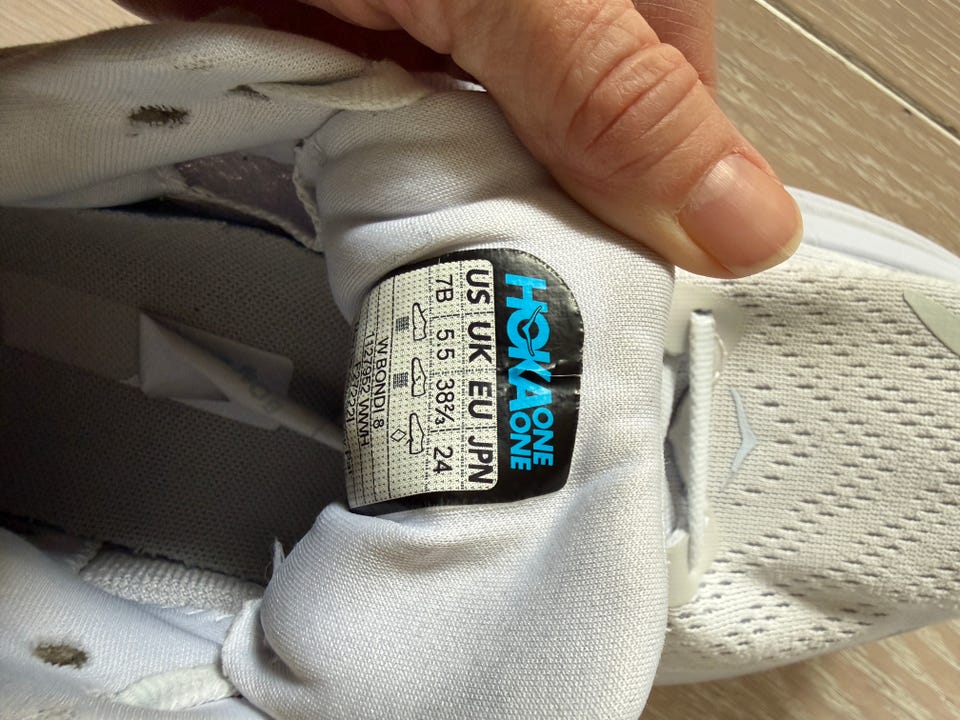 HOKA
ONE
ONE
US UK EU JPN
7B 5.5 38⅔ 24
W BONDI 8
1127952 WWH